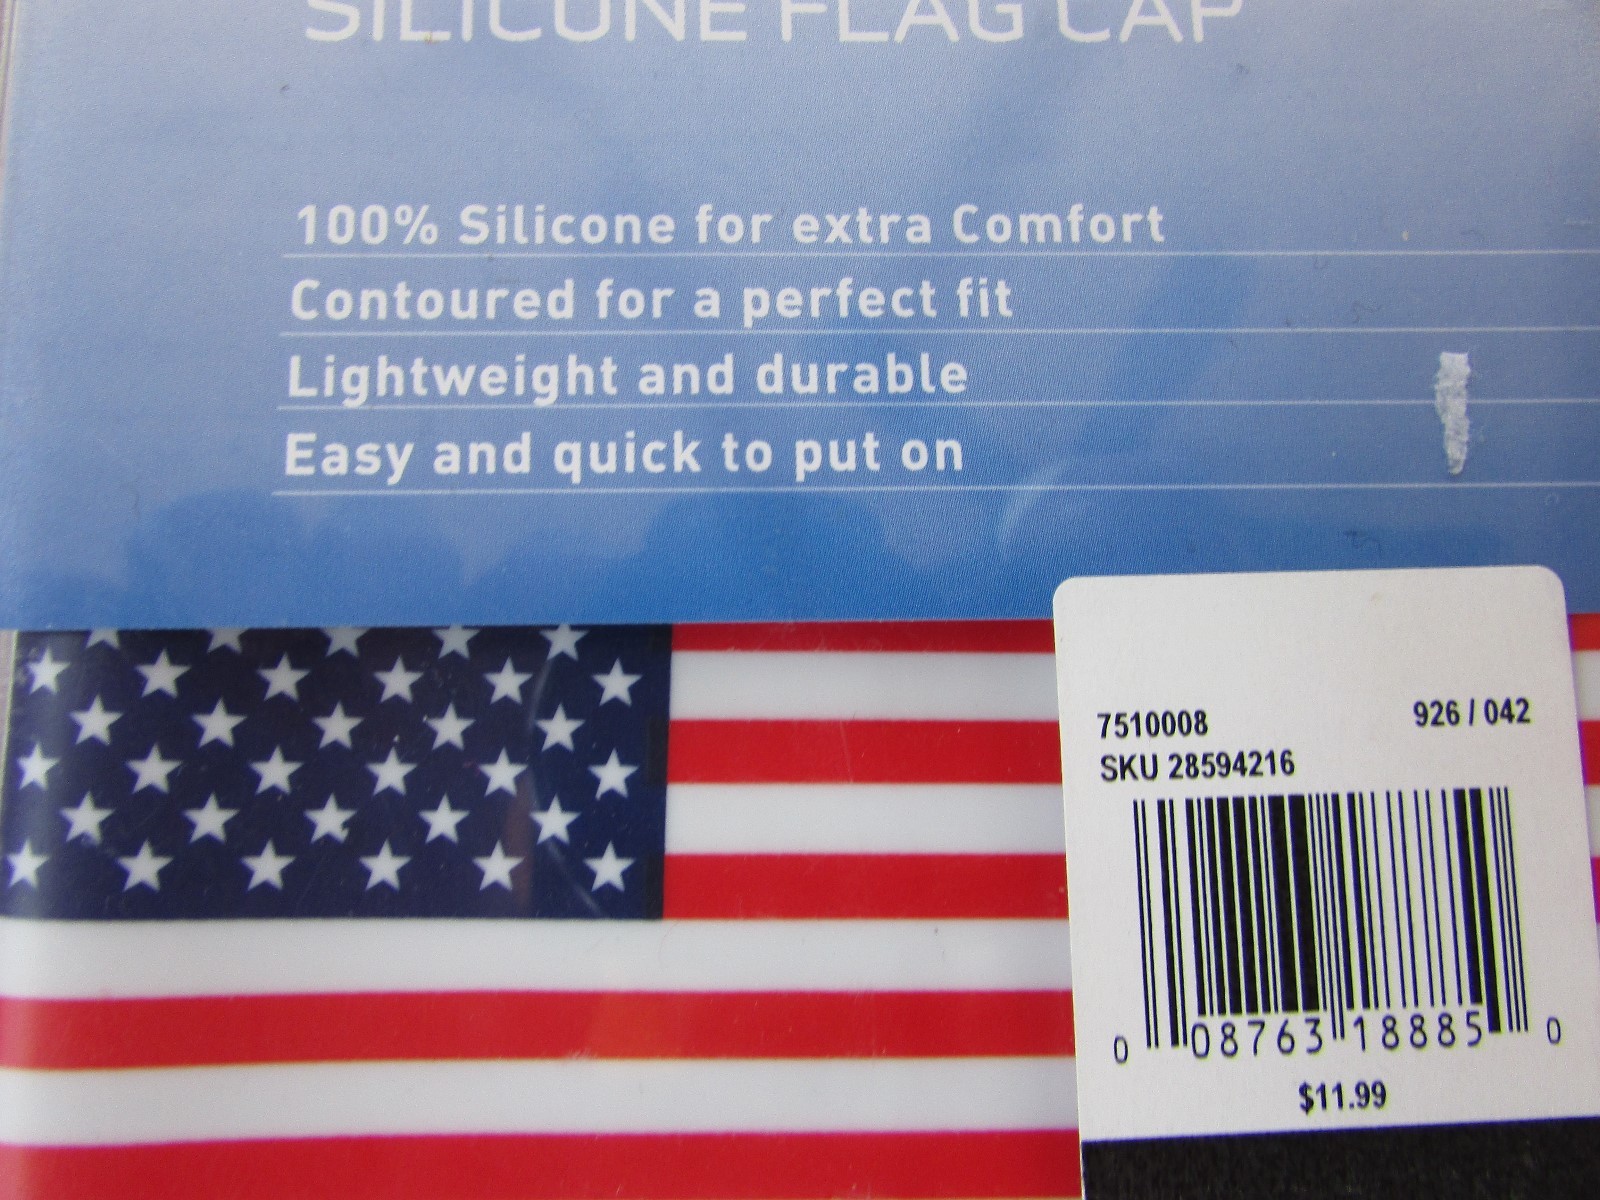 SILICONE FLAG CAP
100% Silicone for extra Comfort
Contoured for a perfect fit
Lightweight and durable
Easy and quick to put on
7510008 926 / 042
SKU 28594216
0 08763 18885 0
$11.99